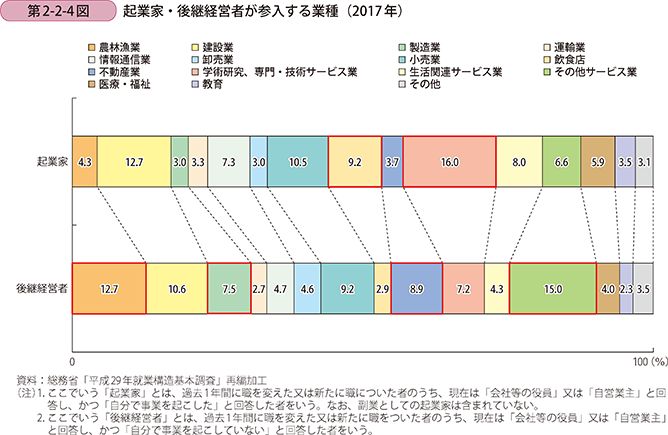 第2-2-4図 起業家・後継経営者が参入する業種（2017年）
農林漁業 建設業 製造業 運輸業
情報通信業 卸売業 小売業 飲食店
不動産業 学術研究、専門・技術サービス業 生活関連サービス業 その他サービス業
医療・福祉 教育 その他
起業家 4.3 12.7 3.0 3.3 7.3 3.0 10.5 9.2 3.7 16.0 8.0 6.6 5.9 3.5 3.1
後継経営者 12.7 10.6 7.5 2.7 4.7 4.6 9.2 2.9 8.9 7.2 4.3 15.0 4.0 2.3 3.5
0 100（%）
資料：総務省「平成29年就業構造基本調査」再編加工
（注）1. ここでいう「起業家」とは、過去1年間に職を変えた又は新たに職についた者のうち、現在は「会社等の役員」又は「自営業主」と回
答し、かつ「自分で事業を起こした」と回答した者をいう。なお、副業としての起業家は含まれていない。
2. ここでいう「後継経営者」とは、過去1年間に職を変えた又は新たに職をついた者のうち、現在は「会社等の役員」又は「自営業主」
と回答し、かつ「自分で事業を起こしていない」と回答した者をいう。